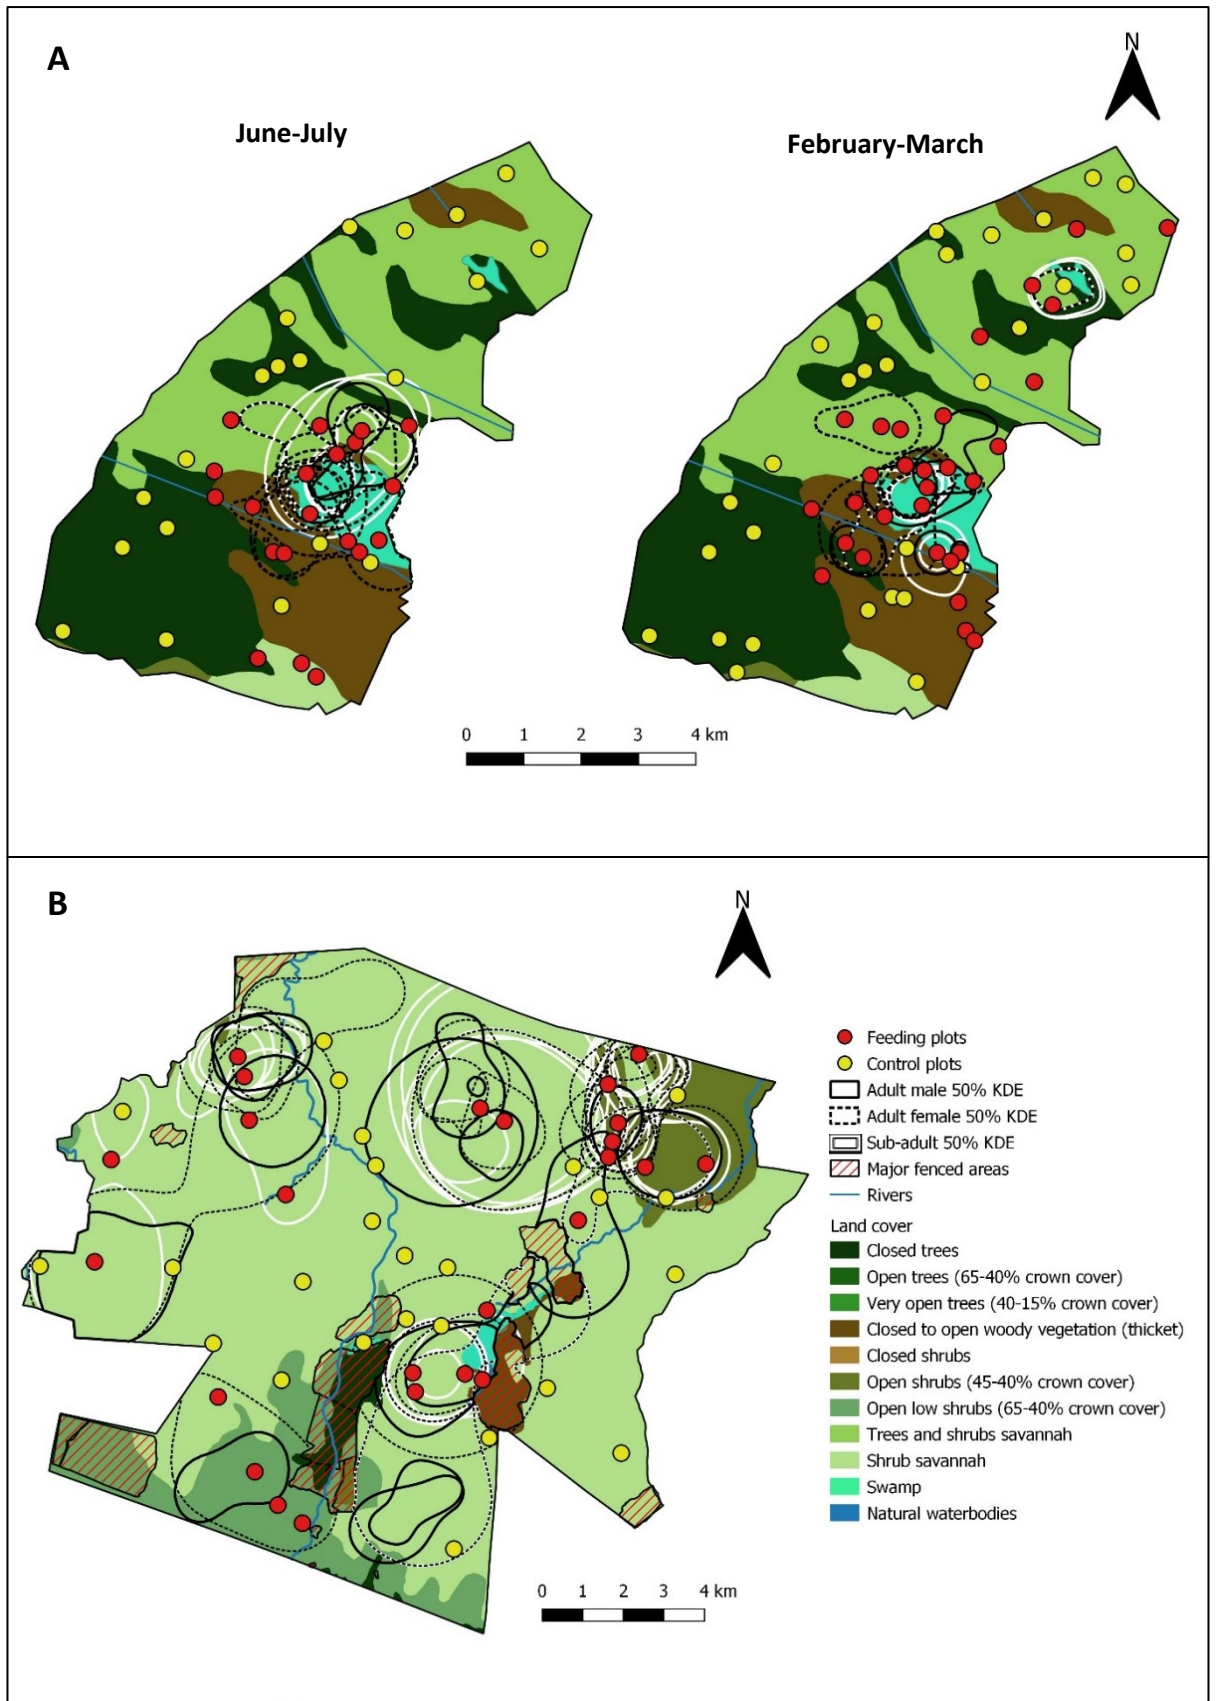 A
N
June-July
February-March
0 1 2 3 4 km
B
N
Feeding plots
Control plots
Adult male 50% KDE
Adult female 50% KDE
Sub-adult 50% KDE
Major fenced areas
Rivers
Land cover
Closed trees
Open trees (65-40% crown cover)
Very open trees (40-15% crown cover)
Closed to open woody vegetation (thicket)
Closed shrubs
Open shrubs (45-40% crown cover)
Open low shrubs (65-40% crown cover)
Trees and shrubs savannah
Shrub savannah
Swamp
Natural waterbodies
0 1 2 3 4 km